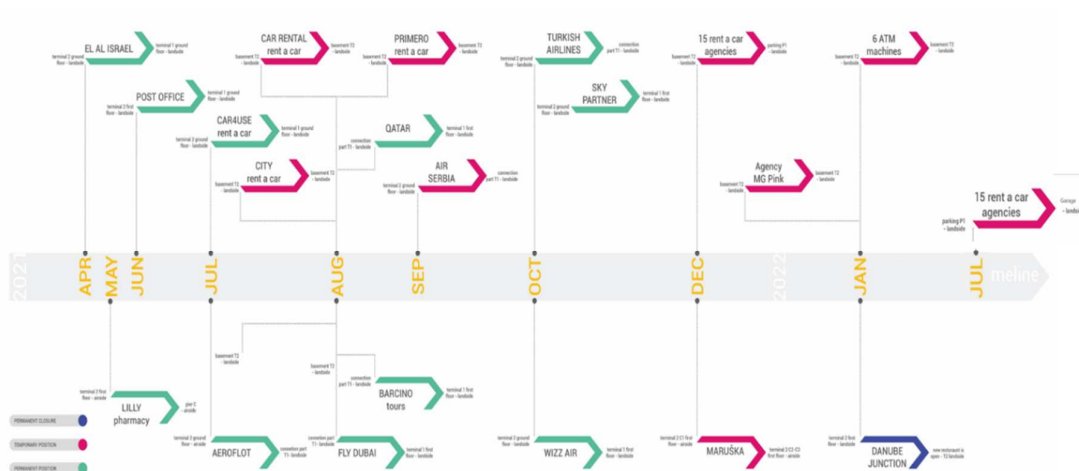 EL AL ISRAEL
terminal 2 ground
floor - landside
terminal 1 ground
floor - landside
CAR RENTAL
rent a car
basement T2
- landside
basement T2
- landside
PRIMERO
rent a car
basement T2
- landside
basement T2
- landside
TURKISH
AIRLINES
terminal 2 ground
floor - landside
connection
part T1 - landside
15 rent a car
agencies
basement T2
- landside
parking P1
- landside
6 ATM
machines
basement T2
- landside
basement T2
- landside
POST OFFICE
terminal 2 first
floor - landside
terminal 1 ground
floor - landside
SKY
PARTNER
terminal 2 ground
floor - landside
terminal 1 first
floor - landside
CAR4USE
rent a car
terminal 2 ground
floor - landside
terminal 1 ground
floor - landside
QATAR
connection
part T1 - landside
terminal 1 first
floor - landside
CITY
rent a car
basement T2
- landside
basement T2
- landside
AIR
SERBIA
terminal 2 ground
floor - landside
connection
part T1 - landside
Agency
MG Pink
basement T2
- landside
basement T2
- landside
15 rent a car
agencies
parking P1
- landside
Garage
- landsi
2021
APR
MAY
JUN
JUL
AUG
SEP
OCT
DEC
2022
JAN
JUL
meline
basement T2
- landside
basement T2
- landside
connection
part T1 - landside
BARCINO
tours
terminal 1 first
floor - landside
terminal 2 first
floor - airside
LILLY
pharmacy
pier C
- airside
PERMANENT CLOSURE
TEMPORARY POSITION
PERMANENT POSITION
terminal 2 ground
floor - airside
AEROFLOT
connection part
T1- landside
connection part
T1- landside
FLY DUBAI
terminal 1 first
floor - landside
terminal 2 ground
floor - landside
WIZZ AIR
terminal 1 first
floor - landside
terminal 2 C1 first
floor - airside
MARUŠKA
terminal 2 C2-C3
first floor - airside
terminal 2 first
floor - landside
DANUBE
JUNCTION
new restaurant is
open - T2 landside